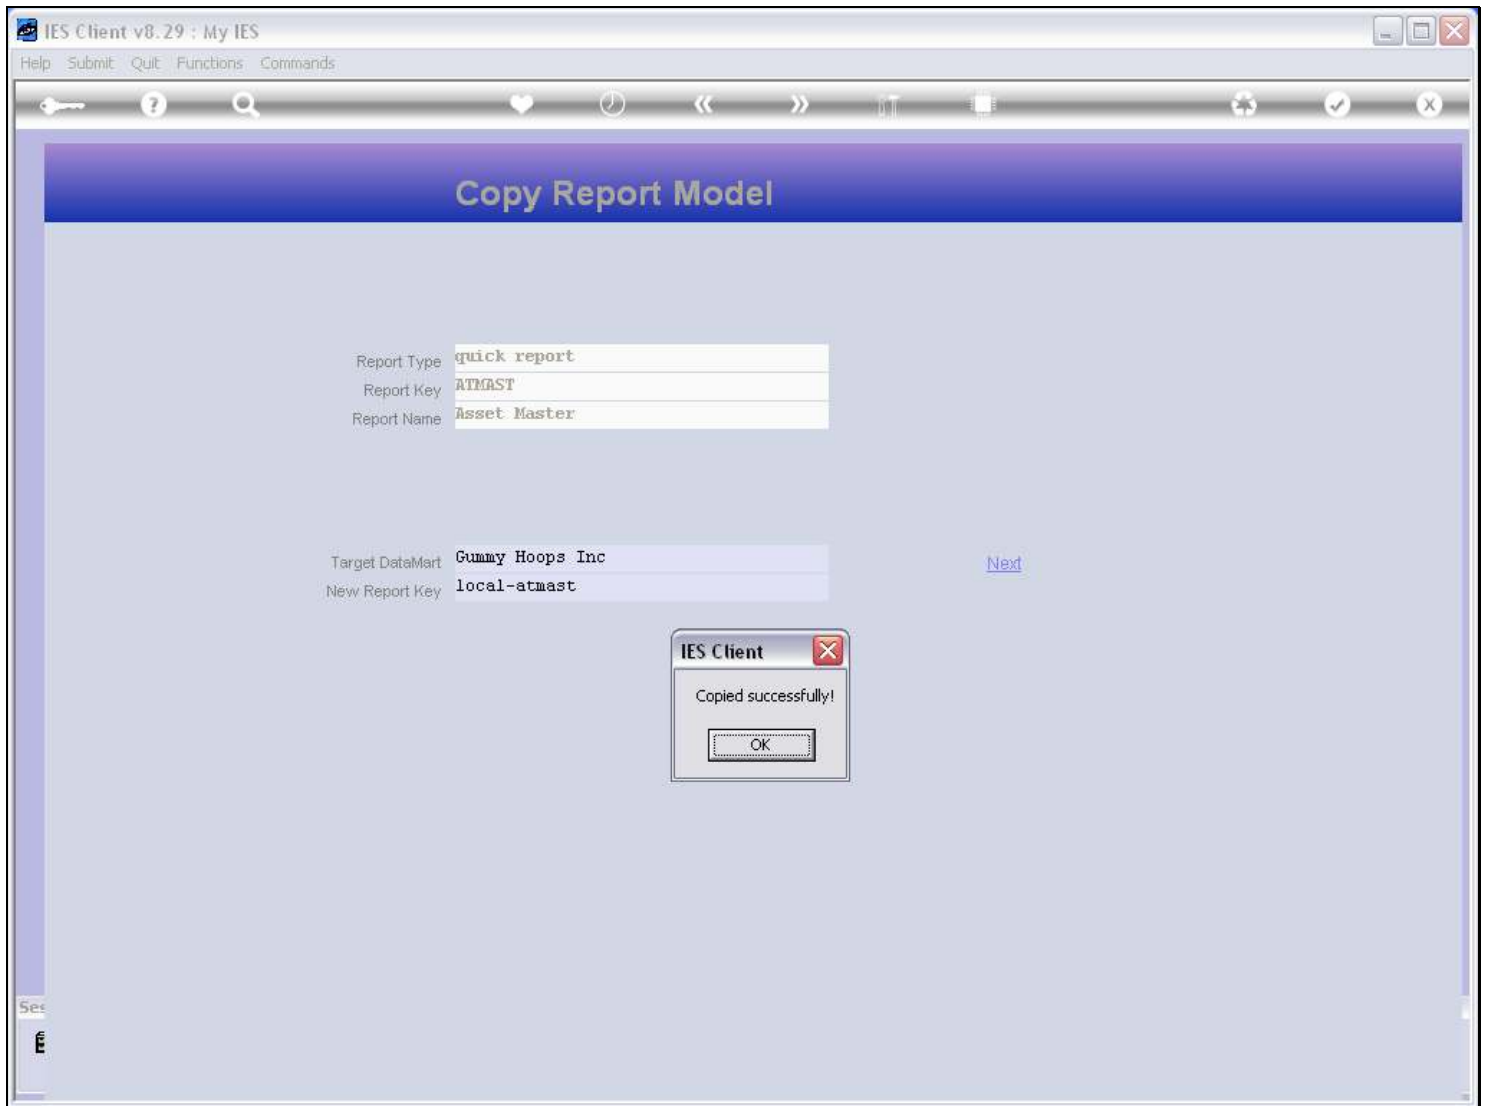 IES Client v8.29 : My IES
Help Submit Quit Functions Commands
Copy Report Model
Report Type quick report
Report Key ATMAST
Report Name Asset Master
Target DataMart Gummy Hoops Inc Next
New Report Key local-atmast
IES Client
Copied successfully!
OK
Ses